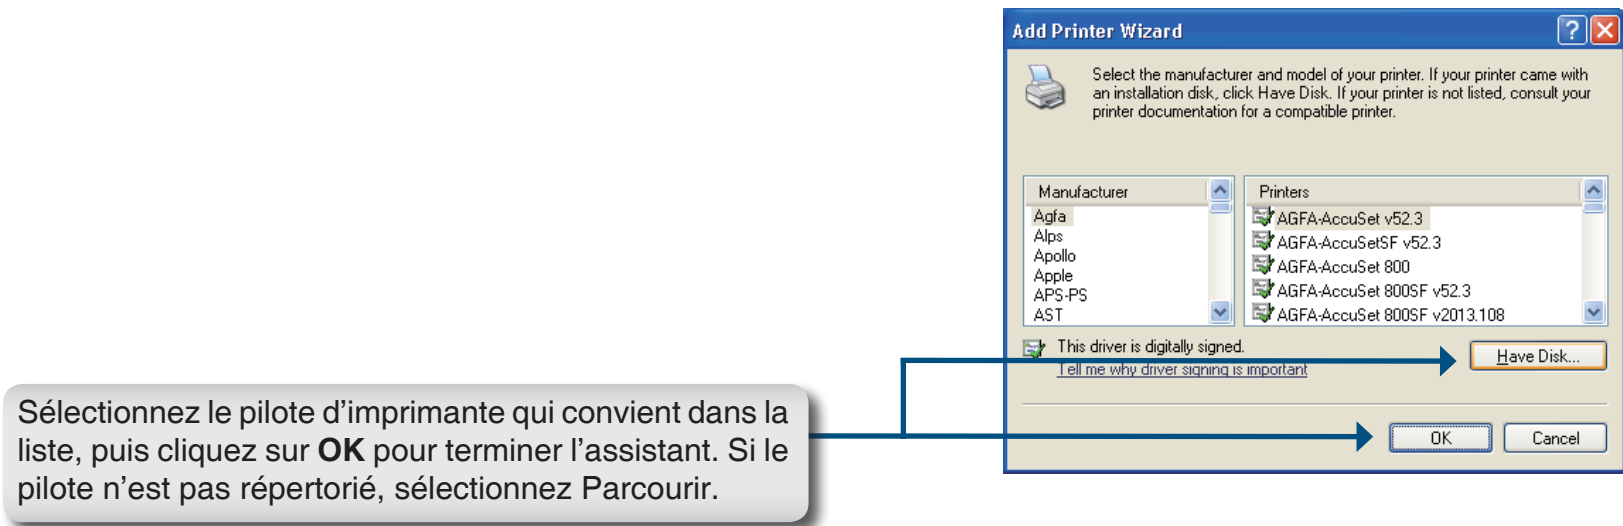 Add Printer Wizard
Select the manufacturer and model of your printer. If your printer came with
an installation disk, click Have Disk. If your printer is not listed, consult your
printer documentation for a compatible printer.
Manufacturer
Agfa
Alps
Apollo
Apple
APS-PS
AST
Printers
AGFA-AccuSet v52.3
AGFA-AccuSetSF v52.3
AGFA-AccuSet 800
AGFA-AccuSet 800SF v52.3
AGFA-AccuSet 800SF v2013.108
This driver is digitally signed.
Tell me why driver signing is important
Have Disk...
OK
Cancel
Sélectionnez le pilote d’imprimante qui convient dans la
liste, puis cliquez sur OK pour terminer l’assistant. Si le
pilote n’est pas répertorié, sélectionnez Parcourir.